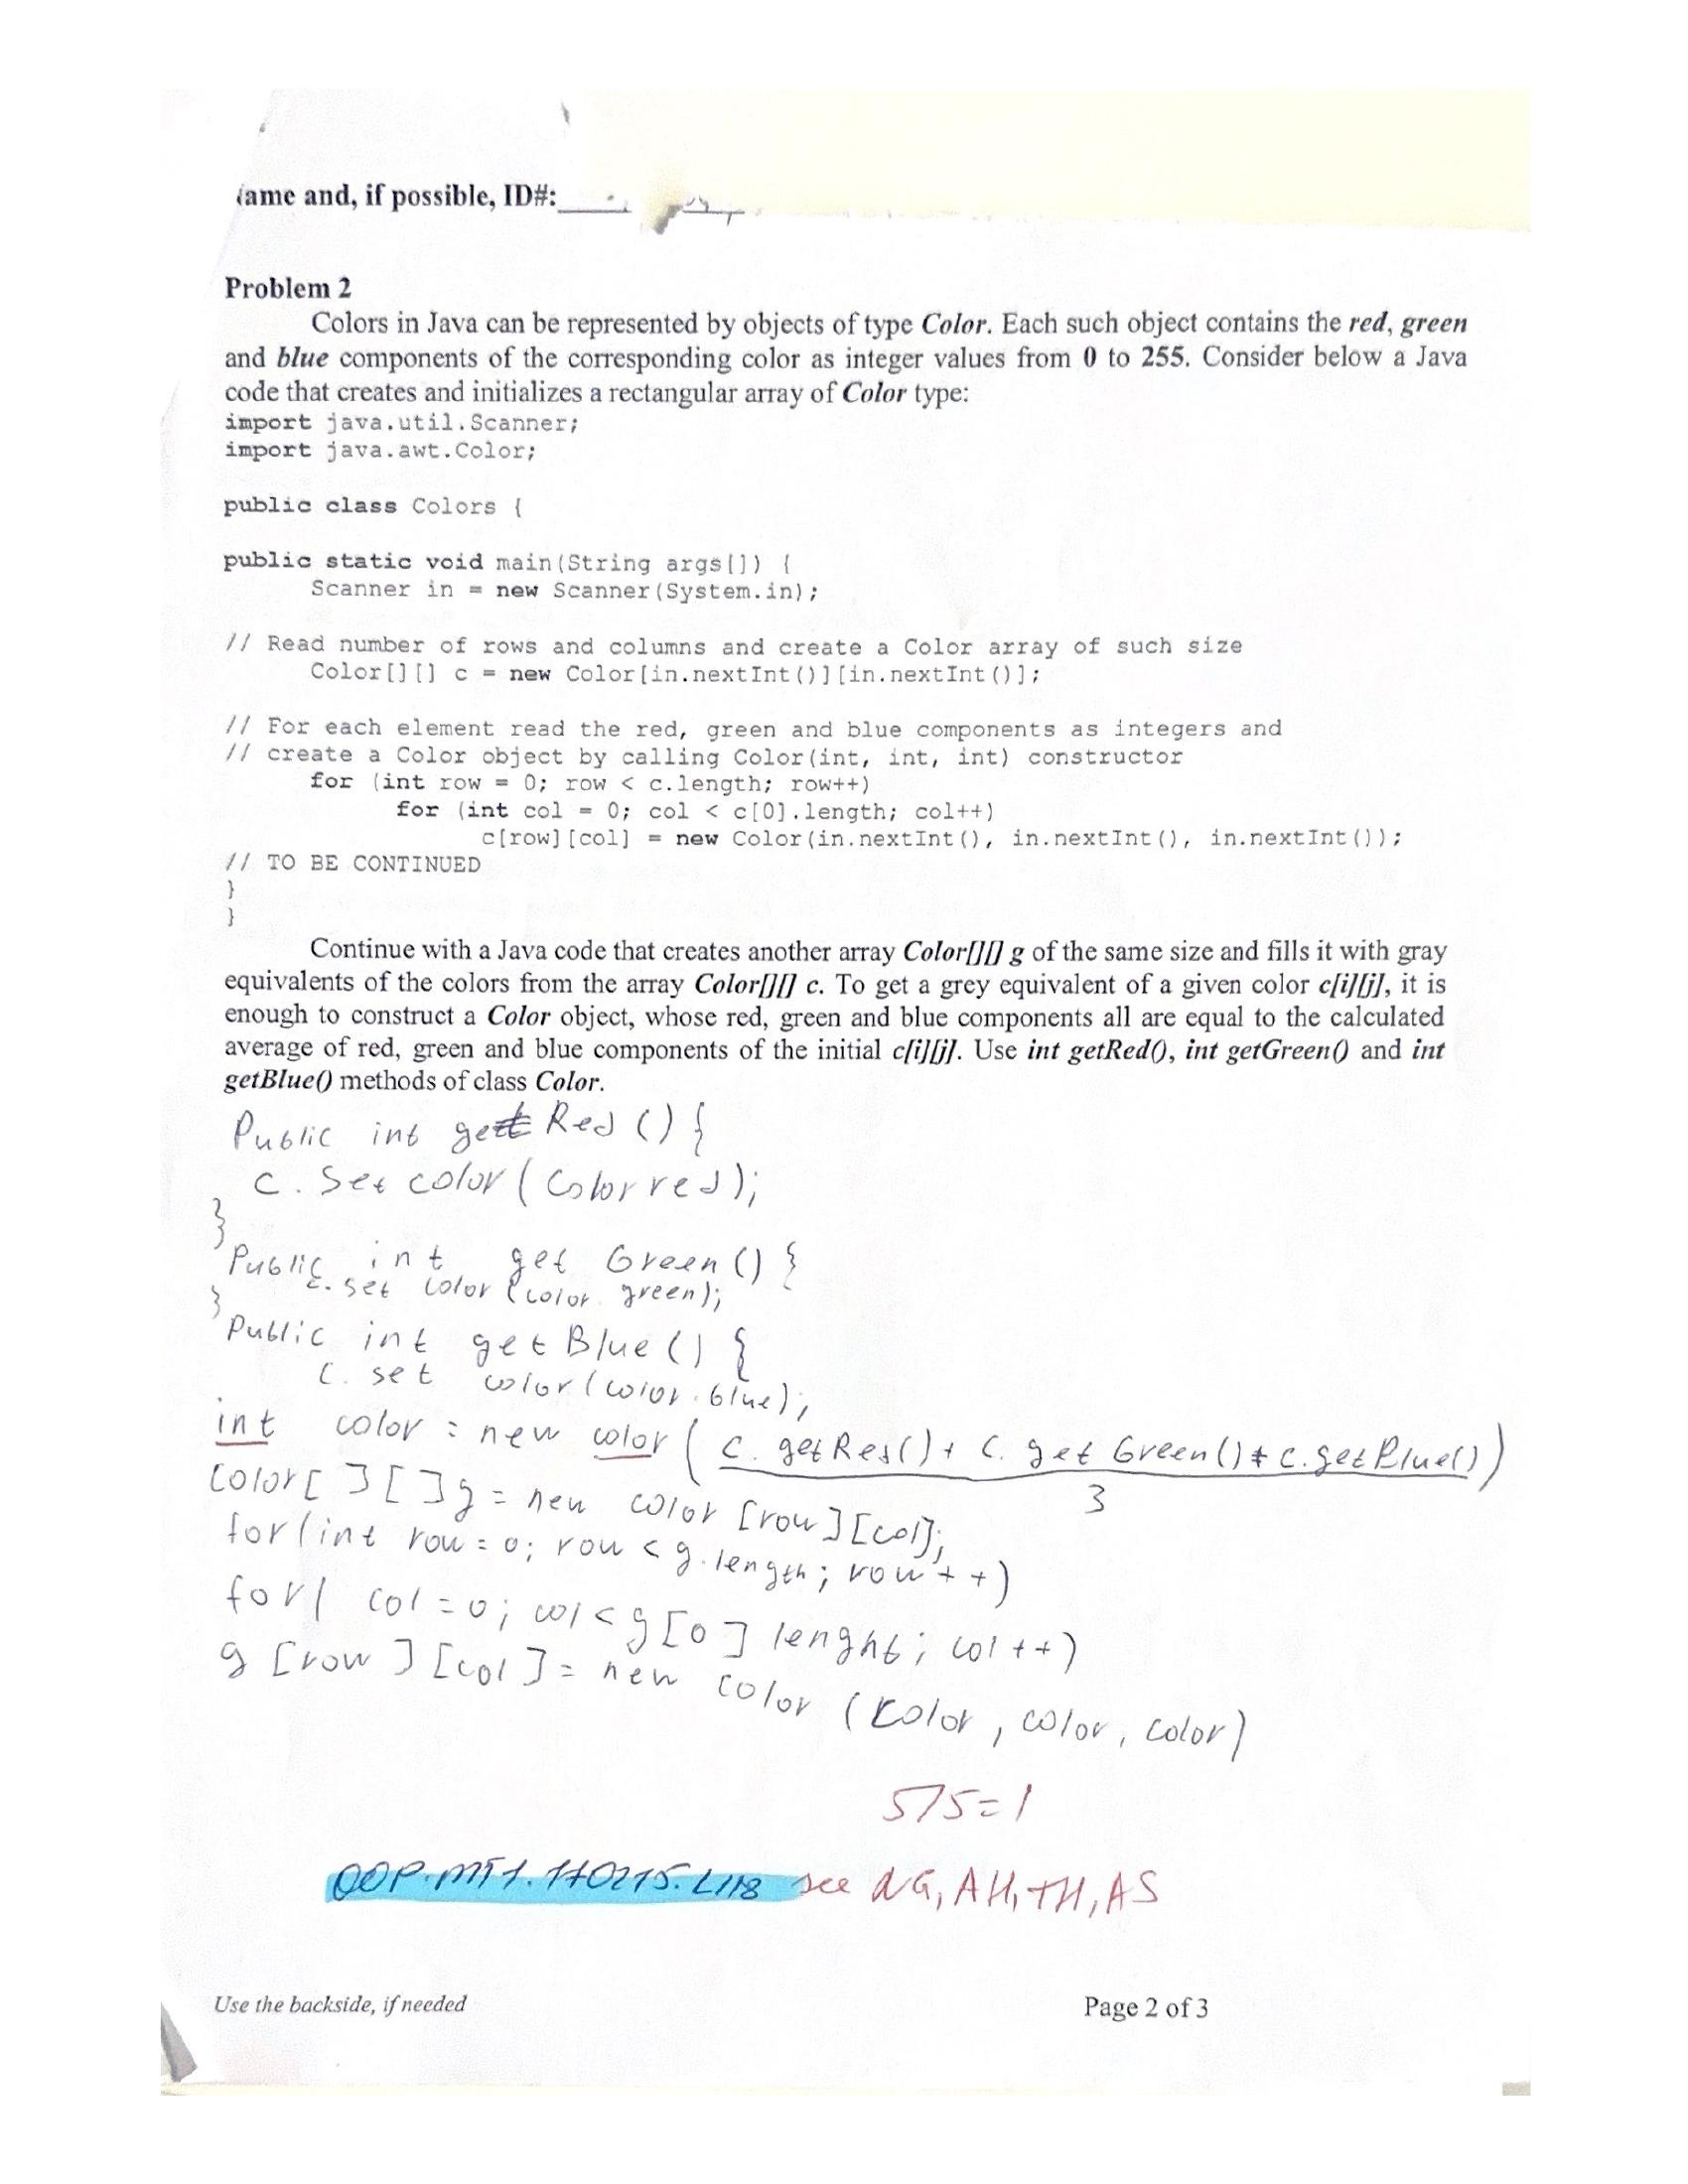 ame and, if possible, ID#:
Problem 2
Colors in Java can be represented by objects of type Color. Each such object contains the red, green
and blue components of the corresponding color as integer values from 0 to 255. Consider below a Java
code that creates and initializes a rectangular array of Color type:
import java.util.Scanner;
import java.awt.Color;
public class Colors {
public static void main(String args[]) {
Scanner in = new Scanner(System.in);
// Read number of rows and columns and create a Color array of such size
Color[][] c = new Color[in.nextInt()][in.nextInt()];
// For each element read the red, green and blue components as integers and
// create a Color object by calling Color(int, int, int) constructor
for (int row = 0; row < c.length; row++)
for (int col = 0; col < c[0].length; col++)
c[row][col] = new Color(in.nextInt(), in.nextInt(), in.nextInt());
// TO BE CONTINUED
}
}
Continue with a Java code that creates another array Color[][] g of the same size and fills it with gray
equivalents of the colors from the array Color[][] c. To get a grey equivalent of a given color c[i][j], it is
enough to construct a Color object, whose red, green and blue components all are equal to the calculated
average of red, green and blue components of the initial c[i][j]. Use int getRed(), int getGreen() and int
getBlue() methods of class Color.
Public int get Red () {
c. Set color ( Color red);
}
Public int get Green () {
c. set color (color. green);
}
Public int get Blue () {
C. set color (color. blue);
int color = new color ( c. getRed() + C. get Green() + c. get Blue() )
3
Color[ ][ ] g = new color [row][col];
for (int row = 0; row < g. length; row ++)
for( col = 0; col < g [0] lenght; col ++)
g [row ] [col ] = new color (color, color, color)
5/5=1
OOP.MT1.170215.L118 see NG, AH, TH, AS
Use the backside, if needed
Page 2 of 3